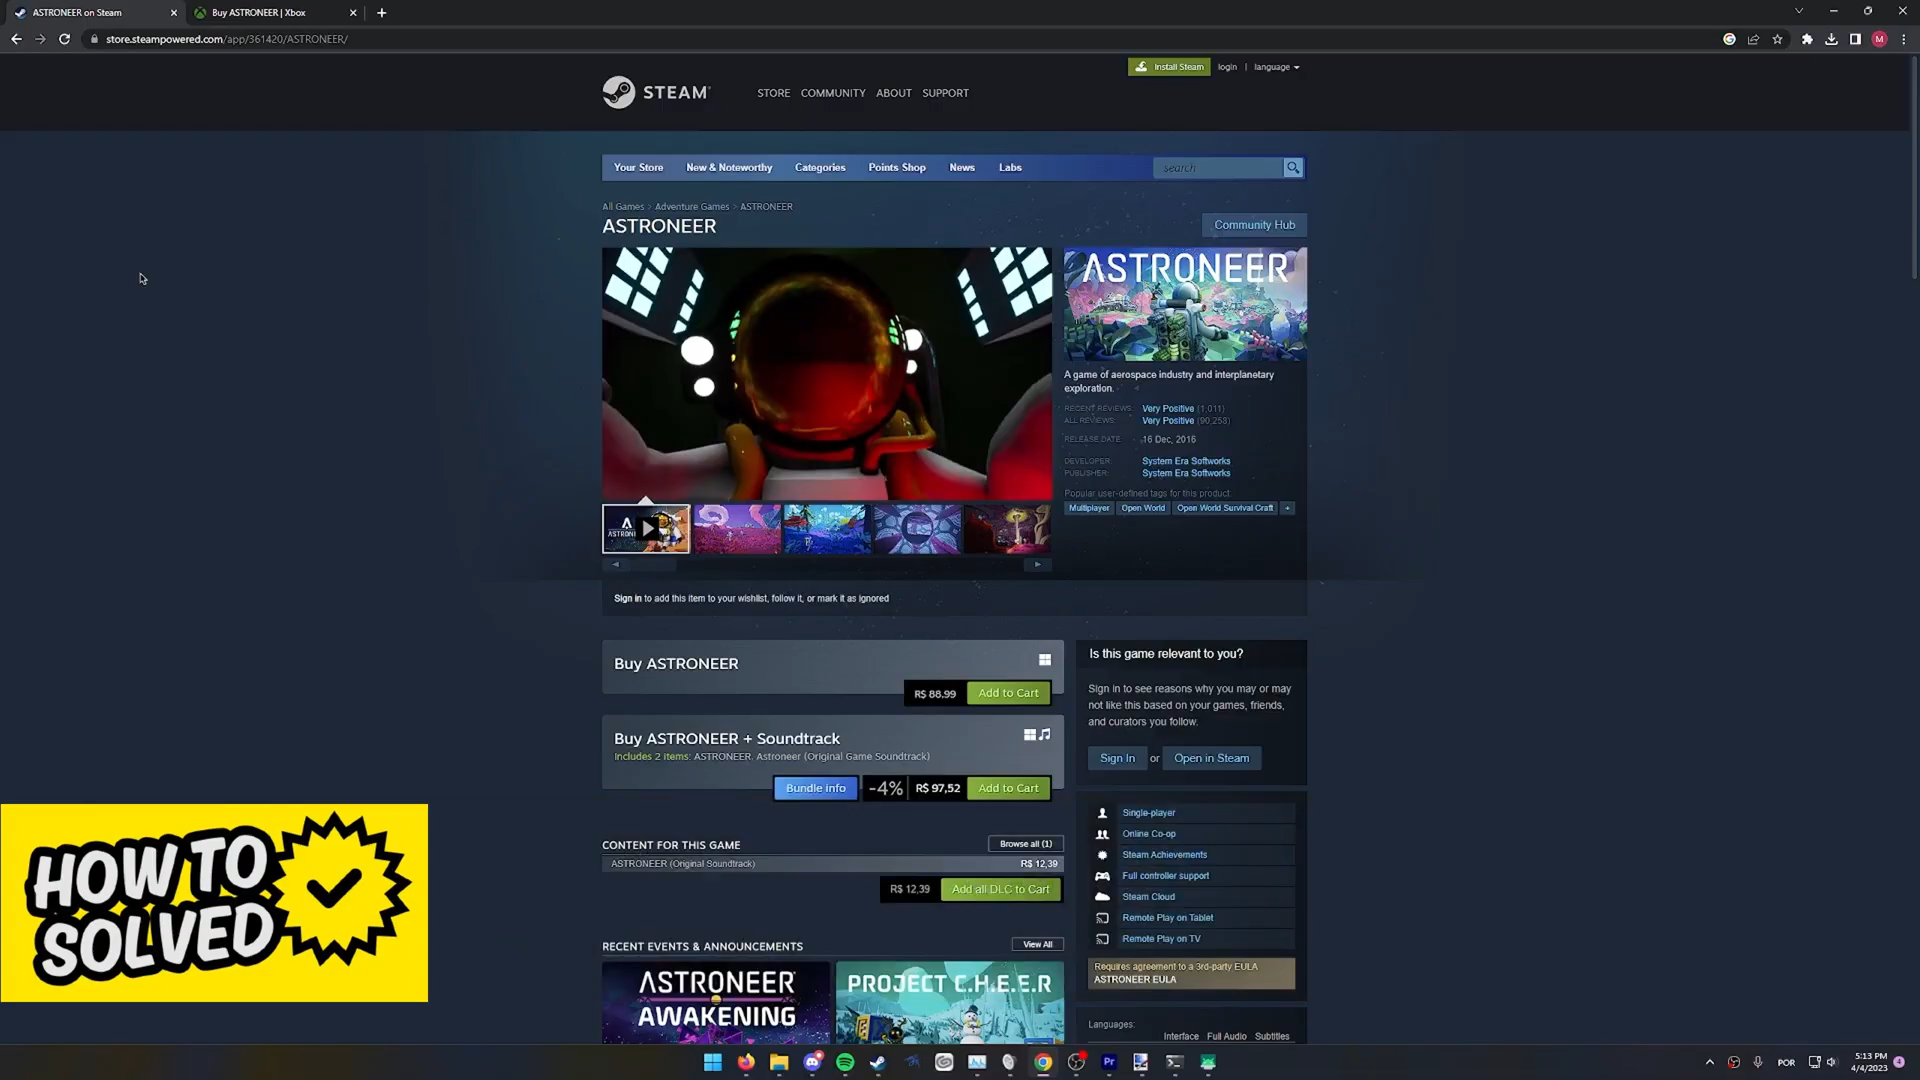 ASTRONEER on Steam
Buy ASTRONEER | Xbox
store.steampowered.com/app/361420/ASTRONEER/
M
Install Steam
login | language
STEAM
STORE COMMUNITY ABOUT SUPPORT
Your Store New & Noteworthy Categories Points Shop News Labs
search
All Games > Adventure Games > ASTRONEER
ASTRONEER
Community Hub
ASTRONEER
A game of aerospace industry and interplanetary
exploration.
RECENT REVIEWS: Very Positive (1,011)
ALL REVIEWS: Very Positive (90,258)
RELEASE DATE: 16 Dec, 2016
DEVELOPER: System Era Softworks
PUBLISHER: System Era Softworks
Popular user-defined tags for this product:
Multiplayer Open World Open World Survival Craft +
Sign in to add this item to your wishlist, follow it, or mark it as ignored
Buy ASTRONEER
R$ 88,99 Add to Cart
Buy ASTRONEER + Soundtrack
Includes 2 items: ASTRONEER, Astroneer (Original Game Soundtrack)
Bundle info -4% R$ 97,52 Add to Cart
CONTENT FOR THIS GAME Browse all (1)
ASTRONEER (Original Soundtrack) R$ 12,39
R$ 12,39 Add all DLC to Cart
RECENT EVENTS & ANNOUNCEMENTS View All
ASTRONEER
AWAKENING
PROJECT C.H.E.E.R
Is this game relevant to you?
Sign in to see reasons why you may or may
not like this based on your games, friends,
and curators you follow.
Sign In or Open in Steam
Single-player
Online Co-op
Steam Achievements
Full controller support
Steam Cloud
Remote Play on Tablet
Remote Play on TV
Requires agreement to a 3rd-party EULA
ASTRONEER EULA
Languages:
Interface Full Audio Subtitles
HOW TO
SOLVED
Pr
POR
5:13 PM
4/4/2023
4